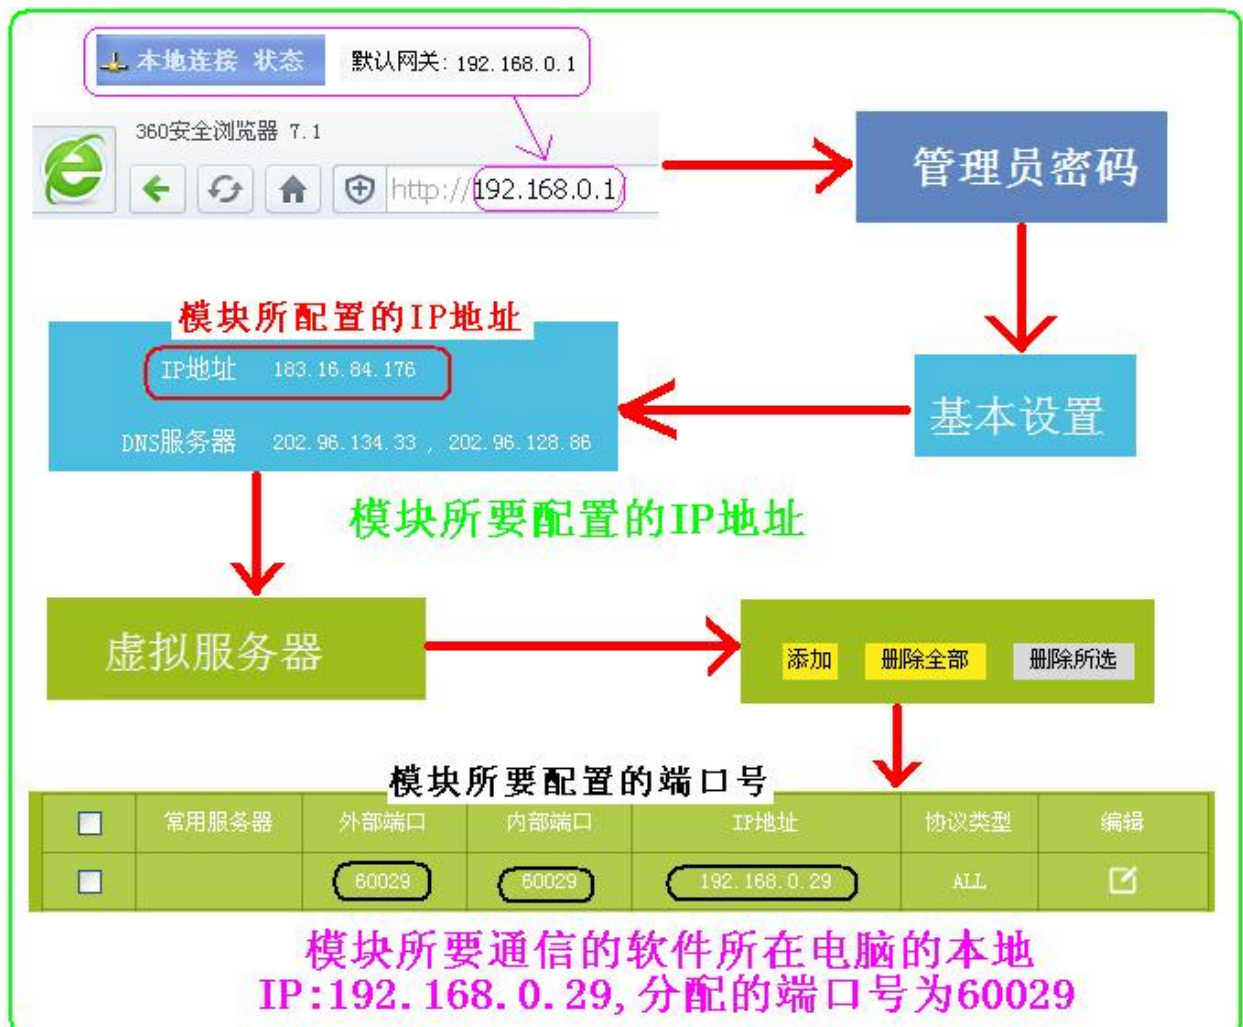 本地连接 状态 默认网关: 192.168.0.1
360安全浏览器 7.1
http://192.168.0.1/
管理员密码
模块所配置的IP地址
IP地址 183.16.84.176
基本设置
DNS服务器 202.96.134.33 , 202.96.128.86
模块所要配置的IP地址
虚拟服务器
添加 删除全部 删除所选
模块所要配置的端口号
常用服务器 外部端口 内部端口 IP地址 协议类型 编辑
60029 60029 192.168.0.29 ALL
模块所要通信的软件所在电脑的本地
IP:192.168.0.29,分配的端口号为60029